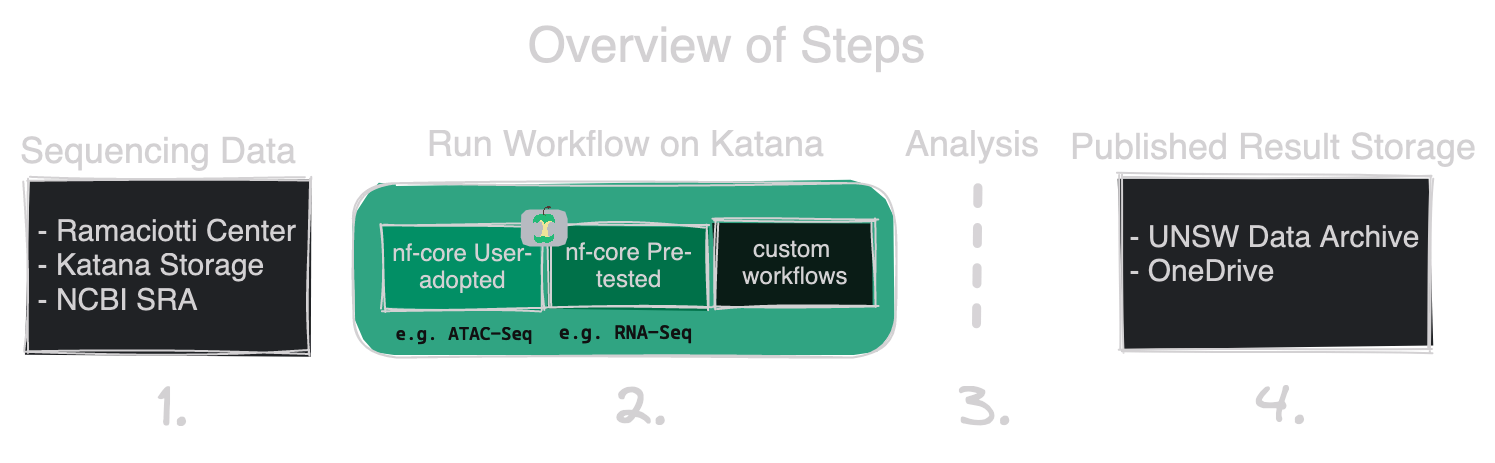 Overview of Steps
Sequencing Data
- Ramaciotti Center
- Katana Storage
- NCBI SRA
1.
Run Workflow on Katana
nf-core User-
adopted
e.g. ATAC-Seq
nf-core Pre-
tested
e.g. RNA-Seq
custom
workflows
2.
Analysis
3.
Published Result Storage
- UNSW Data Archive
- OneDrive
4.